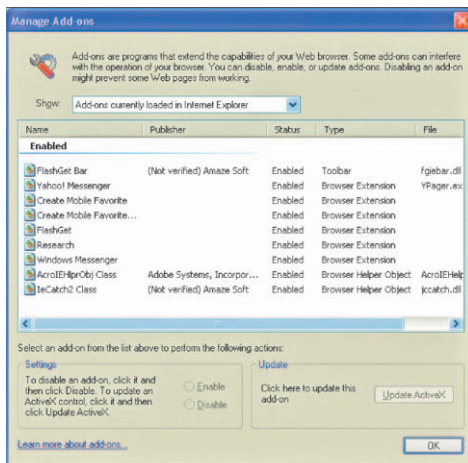 Manage Add-ons
Add-ons are programs that extend the capabilities of your Web browser. Some add-ons can interfere
with the operation of your browser. You can disable, enable, or update add-ons. Disabling an add-on
might prevent some Web pages from working.
Show: Add-ons currently loaded in Internet Explorer
Name Publisher Status Type File
Enabled
FlashGet Bar (Not verified) Amaze Soft Enabled Toolbar fgiebar.dll
Yahoo! Messenger Enabled Browser Extension YPager.ex
Create Mobile Favorite Enabled Browser Extension
Create Mobile Favorite... Enabled Browser Extension
FlashGet Enabled Browser Extension
Research Enabled Browser Extension
Windows Messenger Enabled Browser Extension
AcroIEHlprObj Class Adobe Systems, Incorpor... Enabled Browser Helper Object AcroIEHelp
IeCatch2 Class (Not verified) Amaze Soft Enabled Browser Helper Object jccatch.dll
Select an add-on from the list above to perform the following actions:
Settings Update
To disable an add-on, click it and
then click Disable. To update an
ActiveX control, click it and then
click Update ActiveX.
Enable
Disable
Click here to update this
add-on
Update ActiveX
Learn more about add-ons... OK